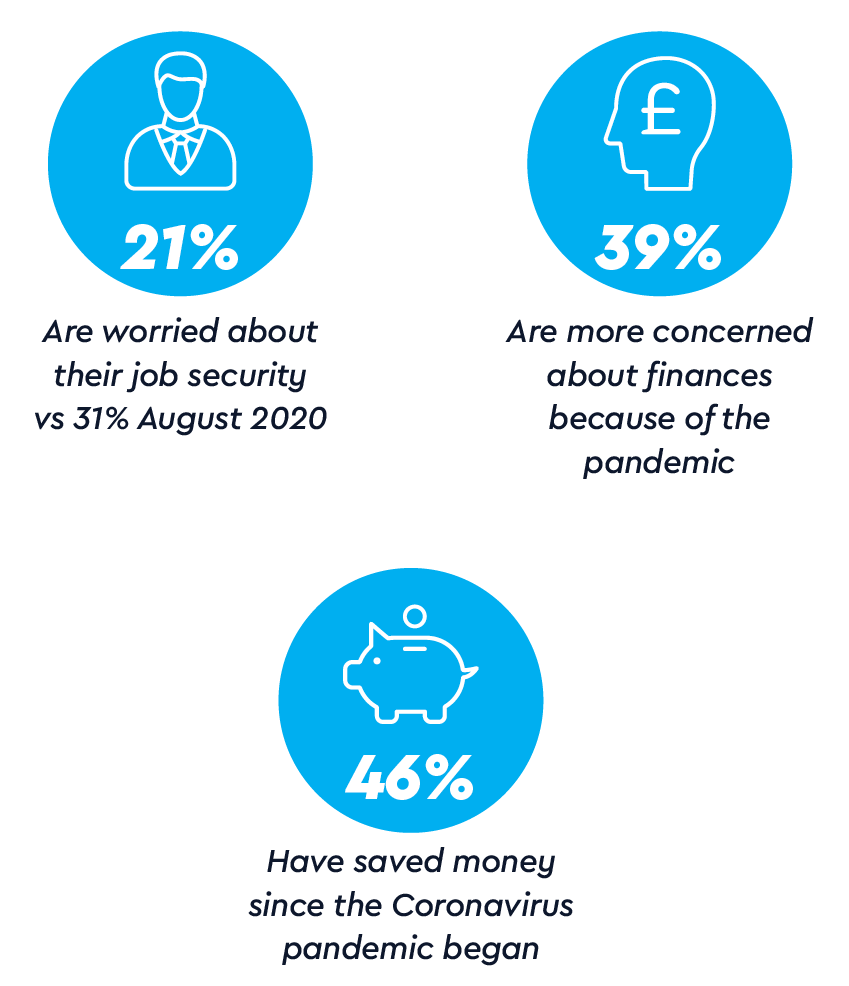 £
21%
Are worried about
their job security
vs 31% August 2020
39%
Are more concerned
about finances
because of the
pandemic
46%
Have saved money
since the Coronavirus
pandemic began